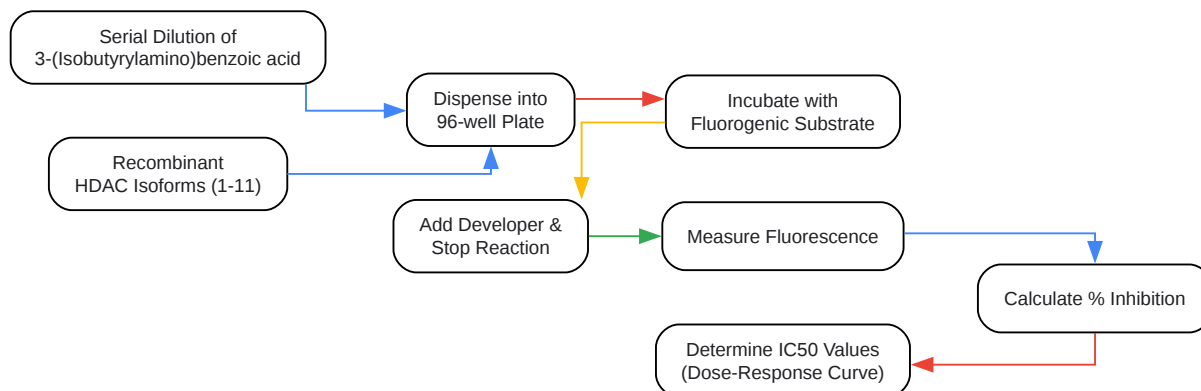 Serial Dilution of
3-(Isobutyrylamino)benzoic acid
Dispense into
96-well Plate
Incubate with
Fluorogenic Substrate
Recombinant
HDAC Isoforms (1-11)
Add Developer &
Stop Reaction
Measure Fluorescence
Calculate % Inhibition
Determine IC50 Values
(Dose-Response Curve)